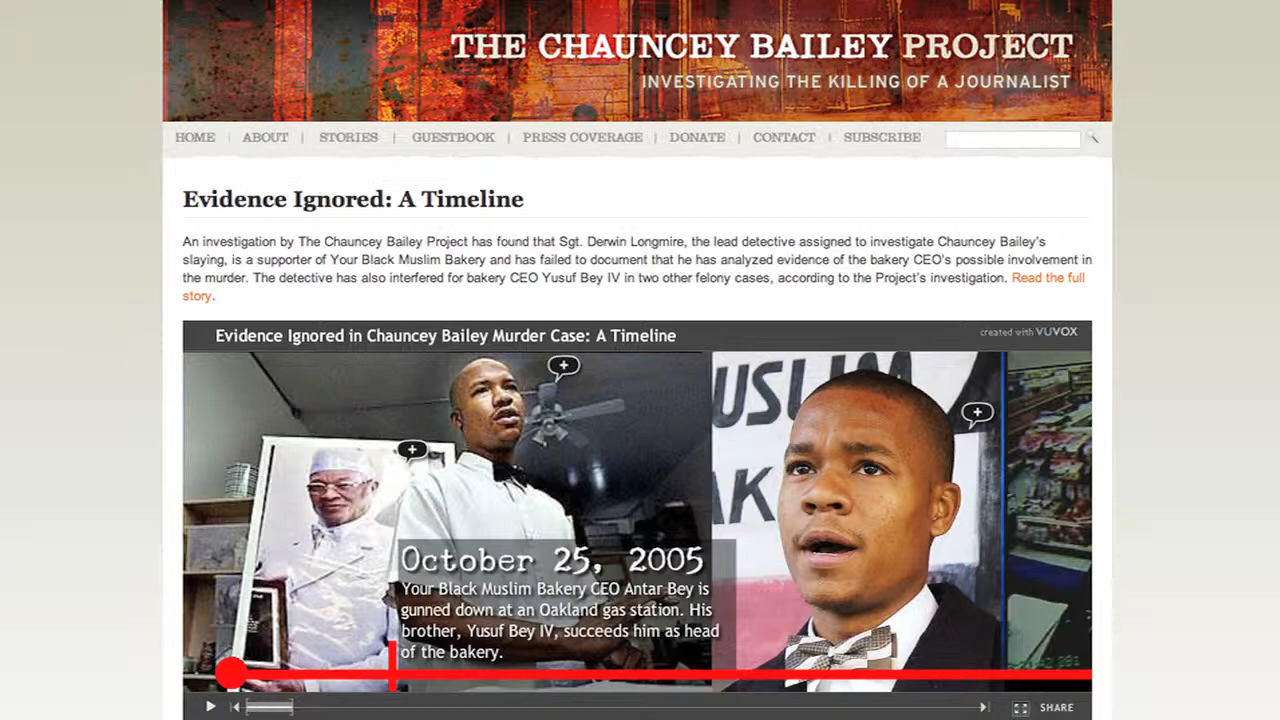 THE CHAUNCEY BAILEY PROJECT
INVESTIGATING THE KILLING OF A JOURNALIST
HOME | ABOUT | STORIES | GUESTBOOK | PRESS COVERAGE | DONATE | CONTACT | SUBSCRIBE
Evidence Ignored: A Timeline
An investigation by The Chauncey Bailey Project has found that Sgt. Derwin Longmire, the lead detective assigned to investigate Chauncey Bailey's
slaying, is a supporter of Your Black Muslim Bakery and has failed to document that he has analyzed evidence of the bakery CEO's possible involvement in
the murder. The detective has also interfered for bakery CEO Yusuf Bey IV in two other felony cases, according to the Project's investigation. Read the full
story.
Evidence Ignored in Chauncey Bailey Murder Case: A Timeline
created with VUVOX
USLIM
AK
October 25, 2005
Your Black Muslim Bakery CEO Antar Bey is
gunned down at an Oakland gas station. His
brother, Yusuf Bey IV, succeeds him as head
of the bakery.
SHARE